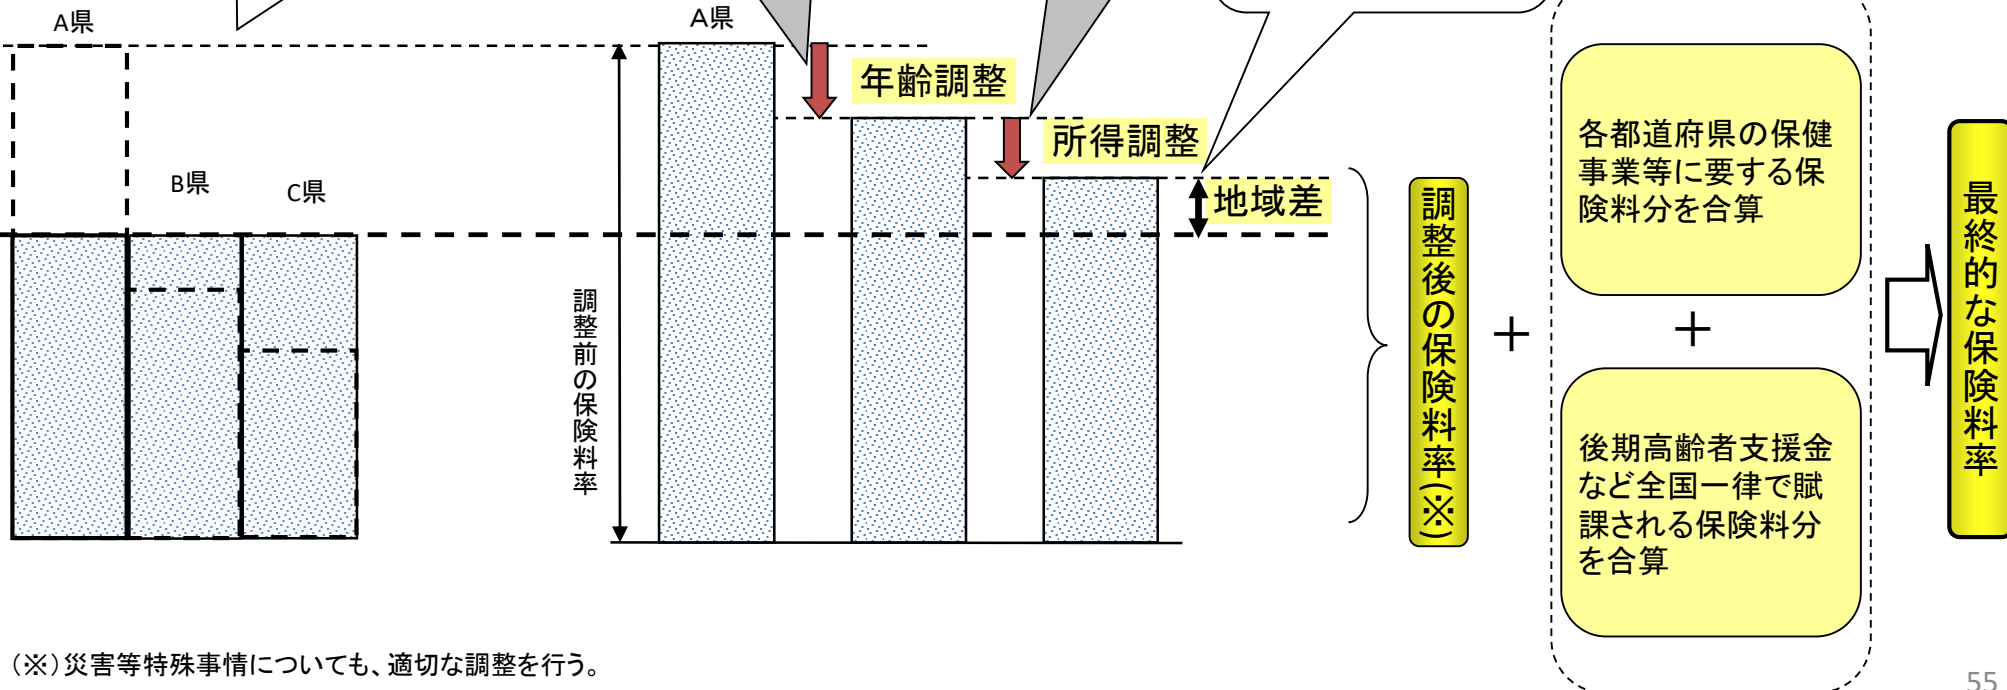 A県
B県
C県
A県
調整前の保険料率
年齢調整
所得調整
地域差
調整後の保険料率(※)
＋
各都道府県の保健
事業等に要する保
険料分を合算
＋
後期高齢者支援金
など全国一律で賦
課される保険料分
を合算
最終的な保険料率
(※)災害等特殊事情についても、適切な調整を行う。
55